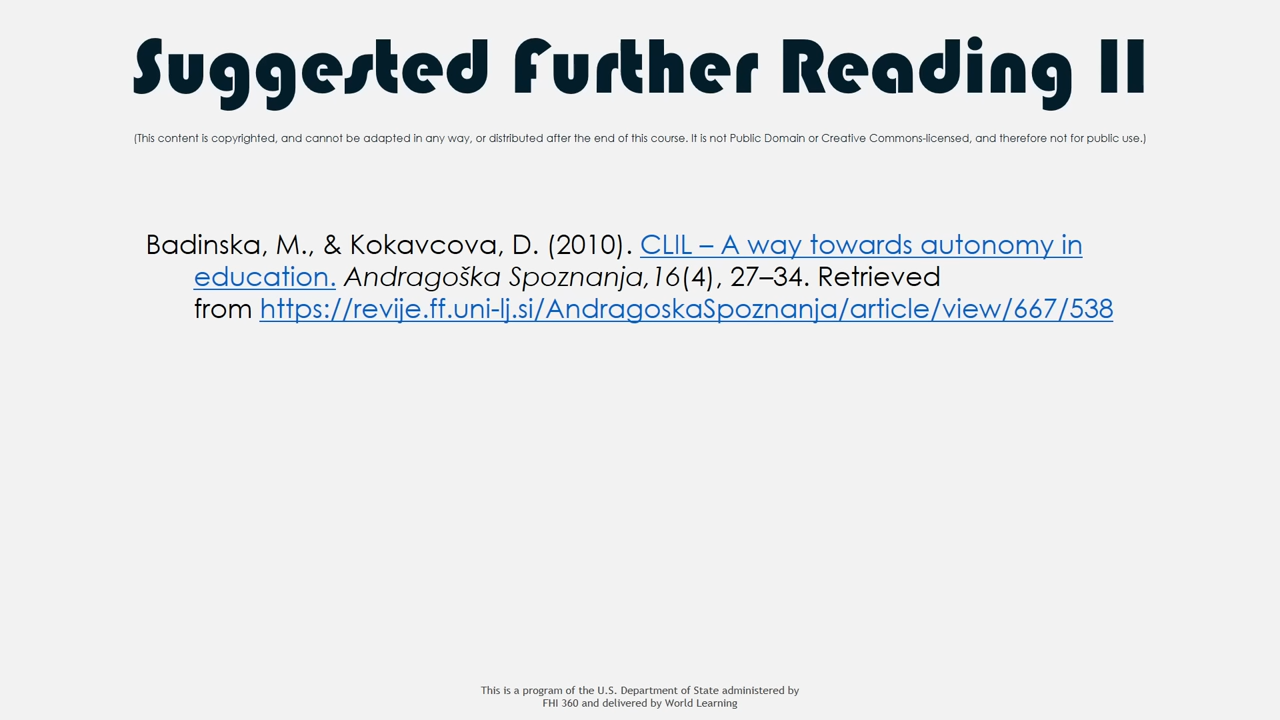 Suggested Further Reading II
(This content is copyrighted, and cannot be adapted in any way, or distributed after the end of this course. It is not Public Domain or Creative Commons-licensed, and therefore not for public use.)
Badinska, M., & Kokavcova, D. (2010). CLIL – A way towards autonomy in
education. Andragoška Spoznanja,16(4), 27–34. Retrieved
from https://revije.ff.uni-lj.si/AndragoskaSpoznanja/article/view/667/538
This is a program of the U.S. Department of State administered by
FHI 360 and delivered by World Learning